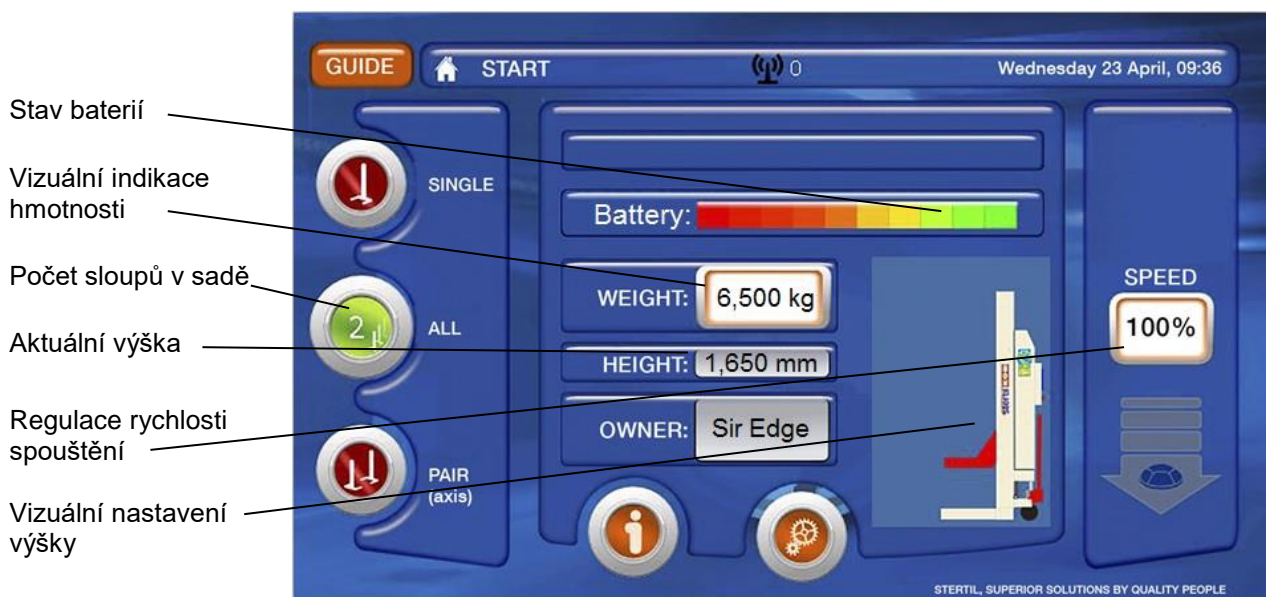 GUIDE
START
0
Wednesday 23 April, 09:36
Stav baterií
Vizuální indikace
hmotnosti
Počet sloupů v sadě
Aktuální výška
Regulace rychlosti
spouštění
Vizuální nastavení
výšky
SINGLE
2
ALL
PAIR
(axis)
Battery:
WEIGHT: 6,500 kg
HEIGHT: 1,650 mm
OWNER: Sir Edge
SPEED
100%
STERTIL, SUPERIOR SOLUTIONS BY QUALITY PEOPLE